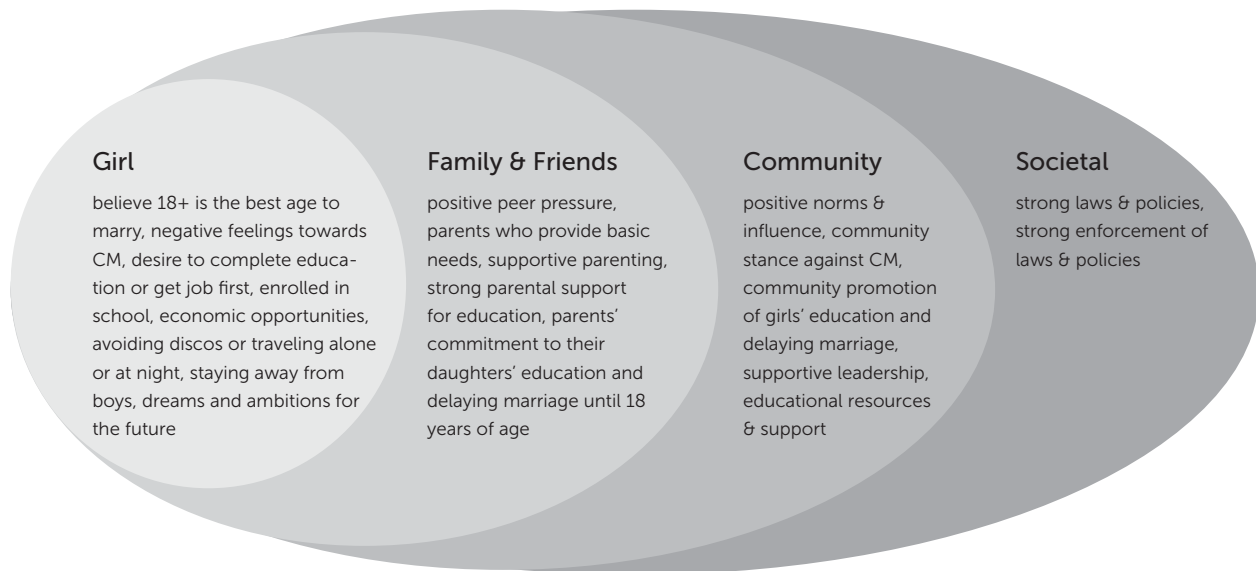 Girl
believe 18+ is the best age to
marry, negative feelings towards
CM, desire to complete educa-
tion or get job first, enrolled in
school, economic opportunities,
avoiding discos or traveling alone
or at night, staying away from
boys, dreams and ambitions for
the future
Family & Friends
positive peer pressure,
parents who provide basic
needs, supportive parenting,
strong parental support
for education, parents’
commitment to their
daughters’ education and
delaying marriage until 18
years of age
Community
positive norms &
influence, community
stance against CM,
community promotion
of girls’ education and
delaying marriage,
supportive leadership,
educational resources
& support
Societal
strong laws & policies,
strong enforcement of
laws & policies